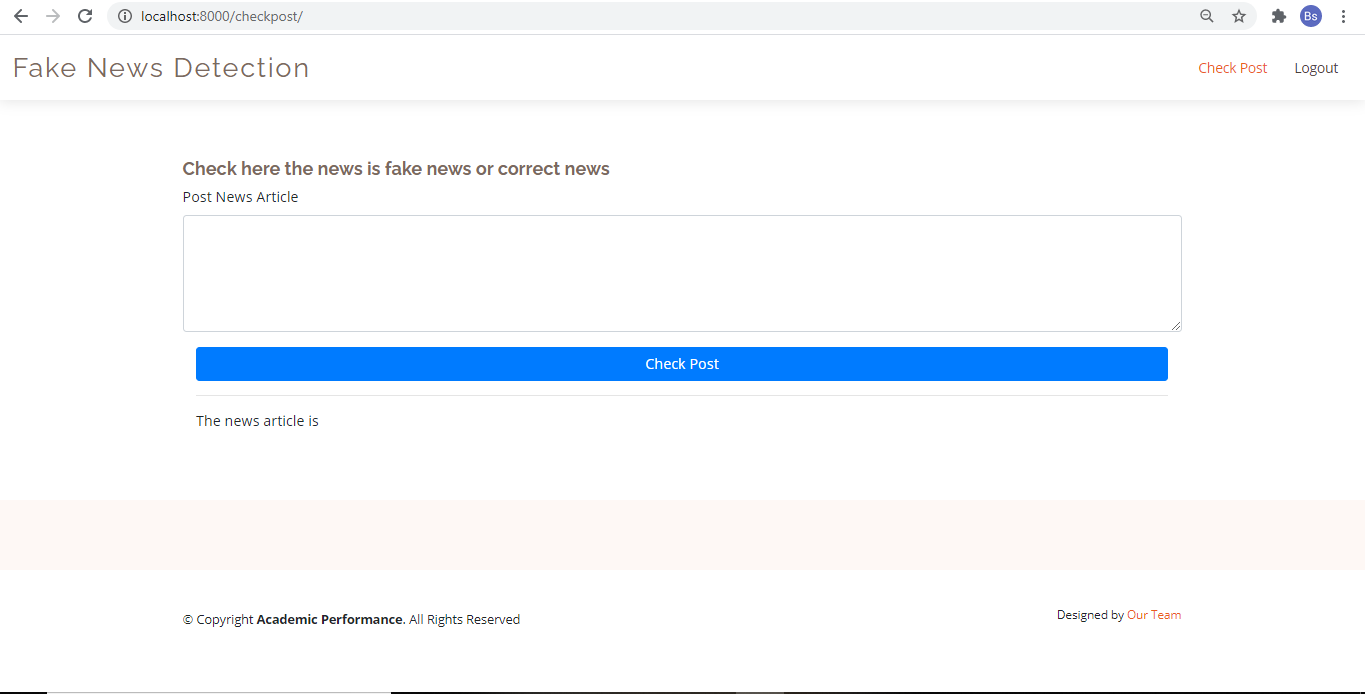 localhost:8000/checkpost/
Bs
Fake News Detection
Check Post
Logout
Check here the news is fake news or correct news
Post News Article
Check Post
The news article is
© Copyright Academic Performance. All Rights Reserved
Designed by Our Team